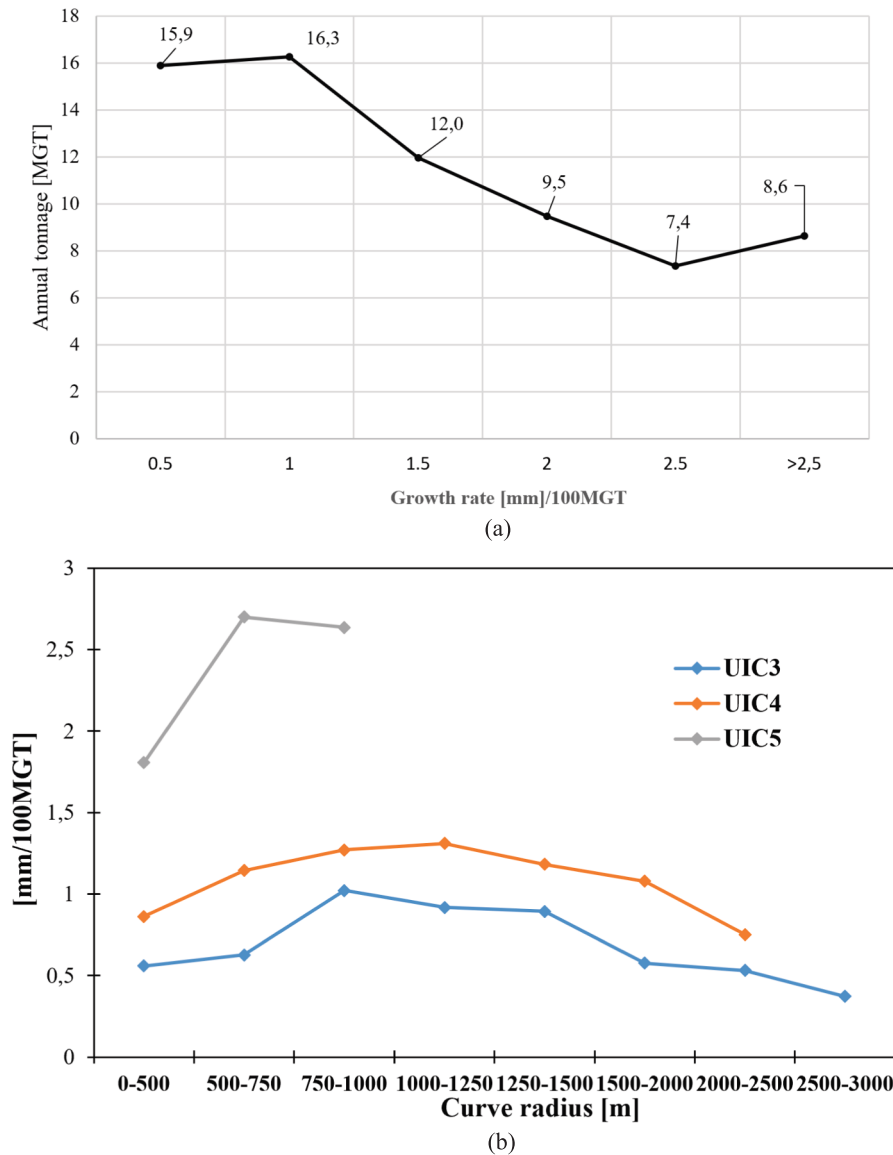 18
16
14
12
10
8
6
4
2
0
Annual tonnage [MGT]
15,9
16,3
12,0
9,5
7,4
8,6
0.5 1 1.5 2 2.5 >2,5
Growth rate [mm]/100MGT
(a)
3
2,5
2
1,5
1
0,5
0
[mm/100MGT]
UIC3
UIC4
UIC5
0-500 500-750 750-1000 1000-1250 1250-1500 1500-2000 2000-2500 2500-3000
Curve radius [m]
(b)